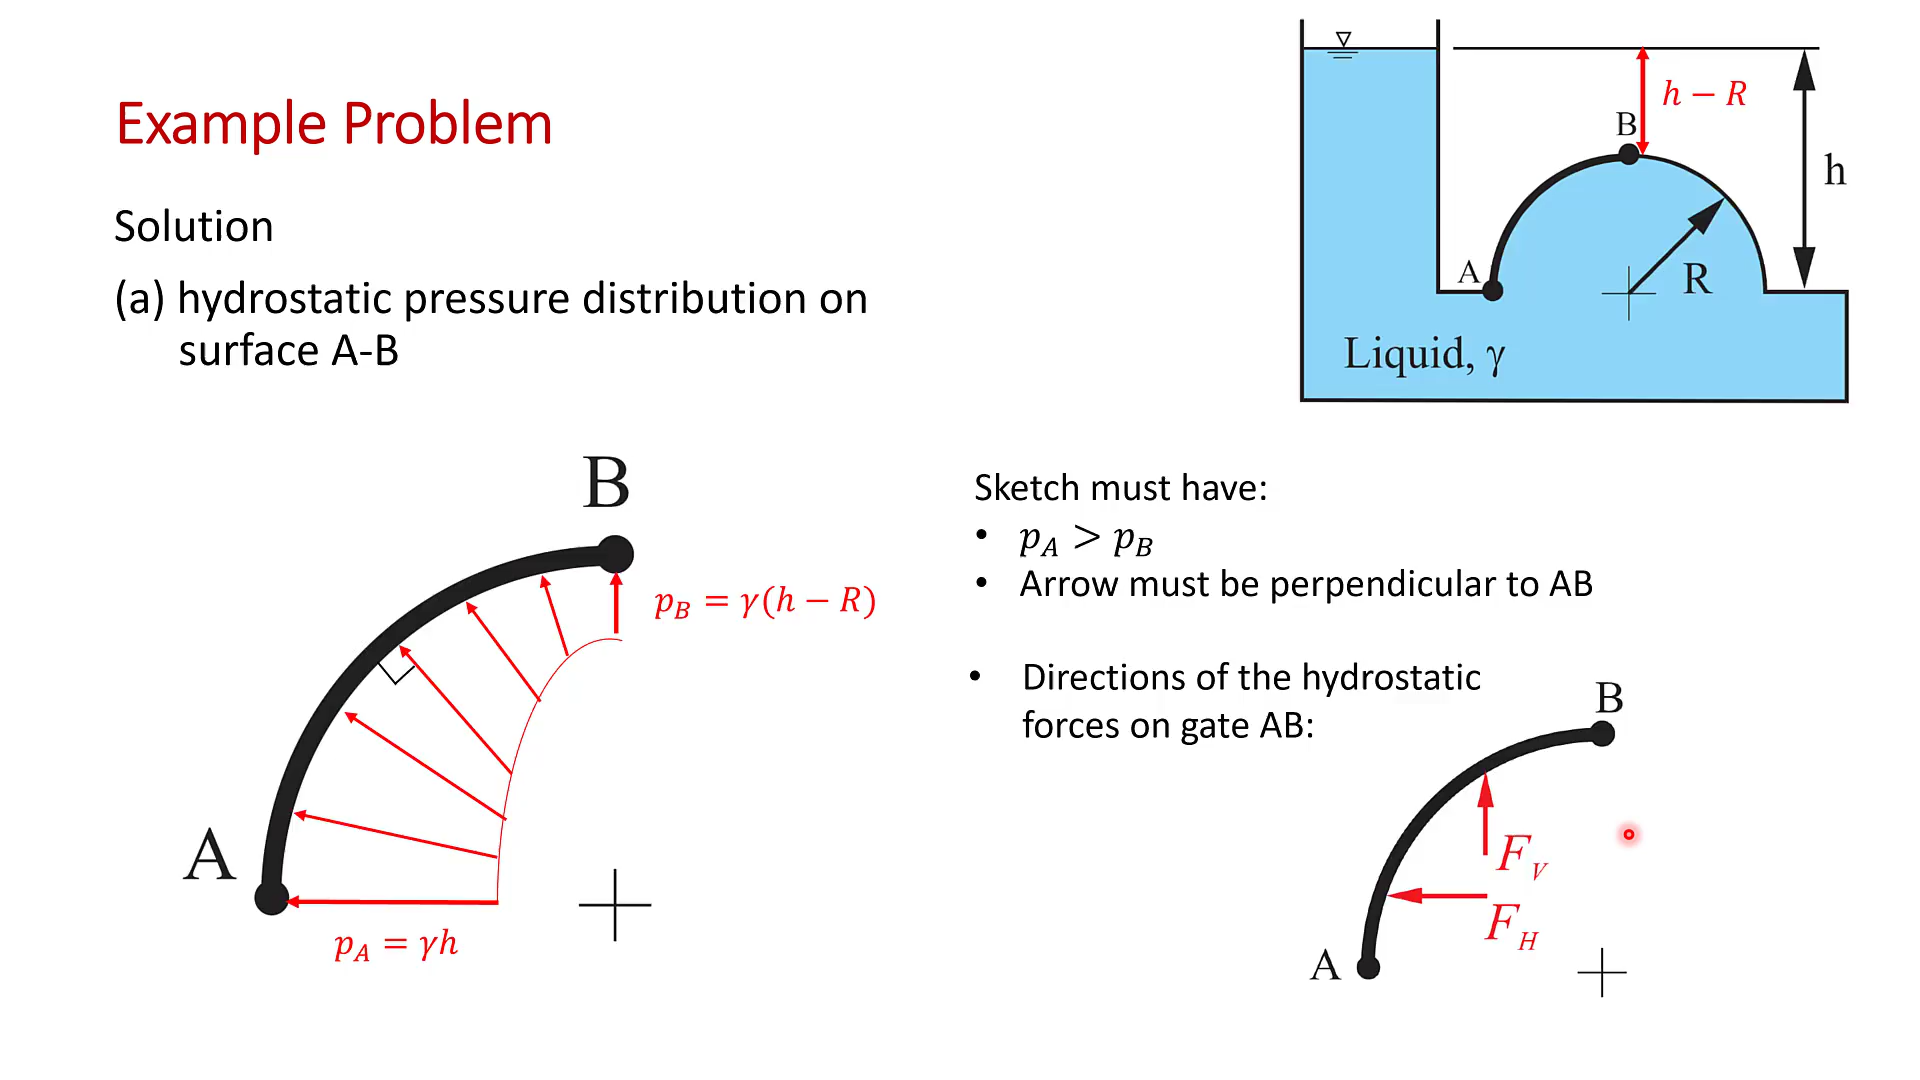 Example Problem
Solution
(a) hydrostatic pressure distribution on
surface A-B
h − R
B
h
A
R
Liquid, γ
B
p_B = γ(h − R)
A
p_A = γh
Sketch must have:
• p_A > p_B
• Arrow must be perpendicular to AB
• Directions of the hydrostatic
forces on gate AB:
B
F_V
F_H
A